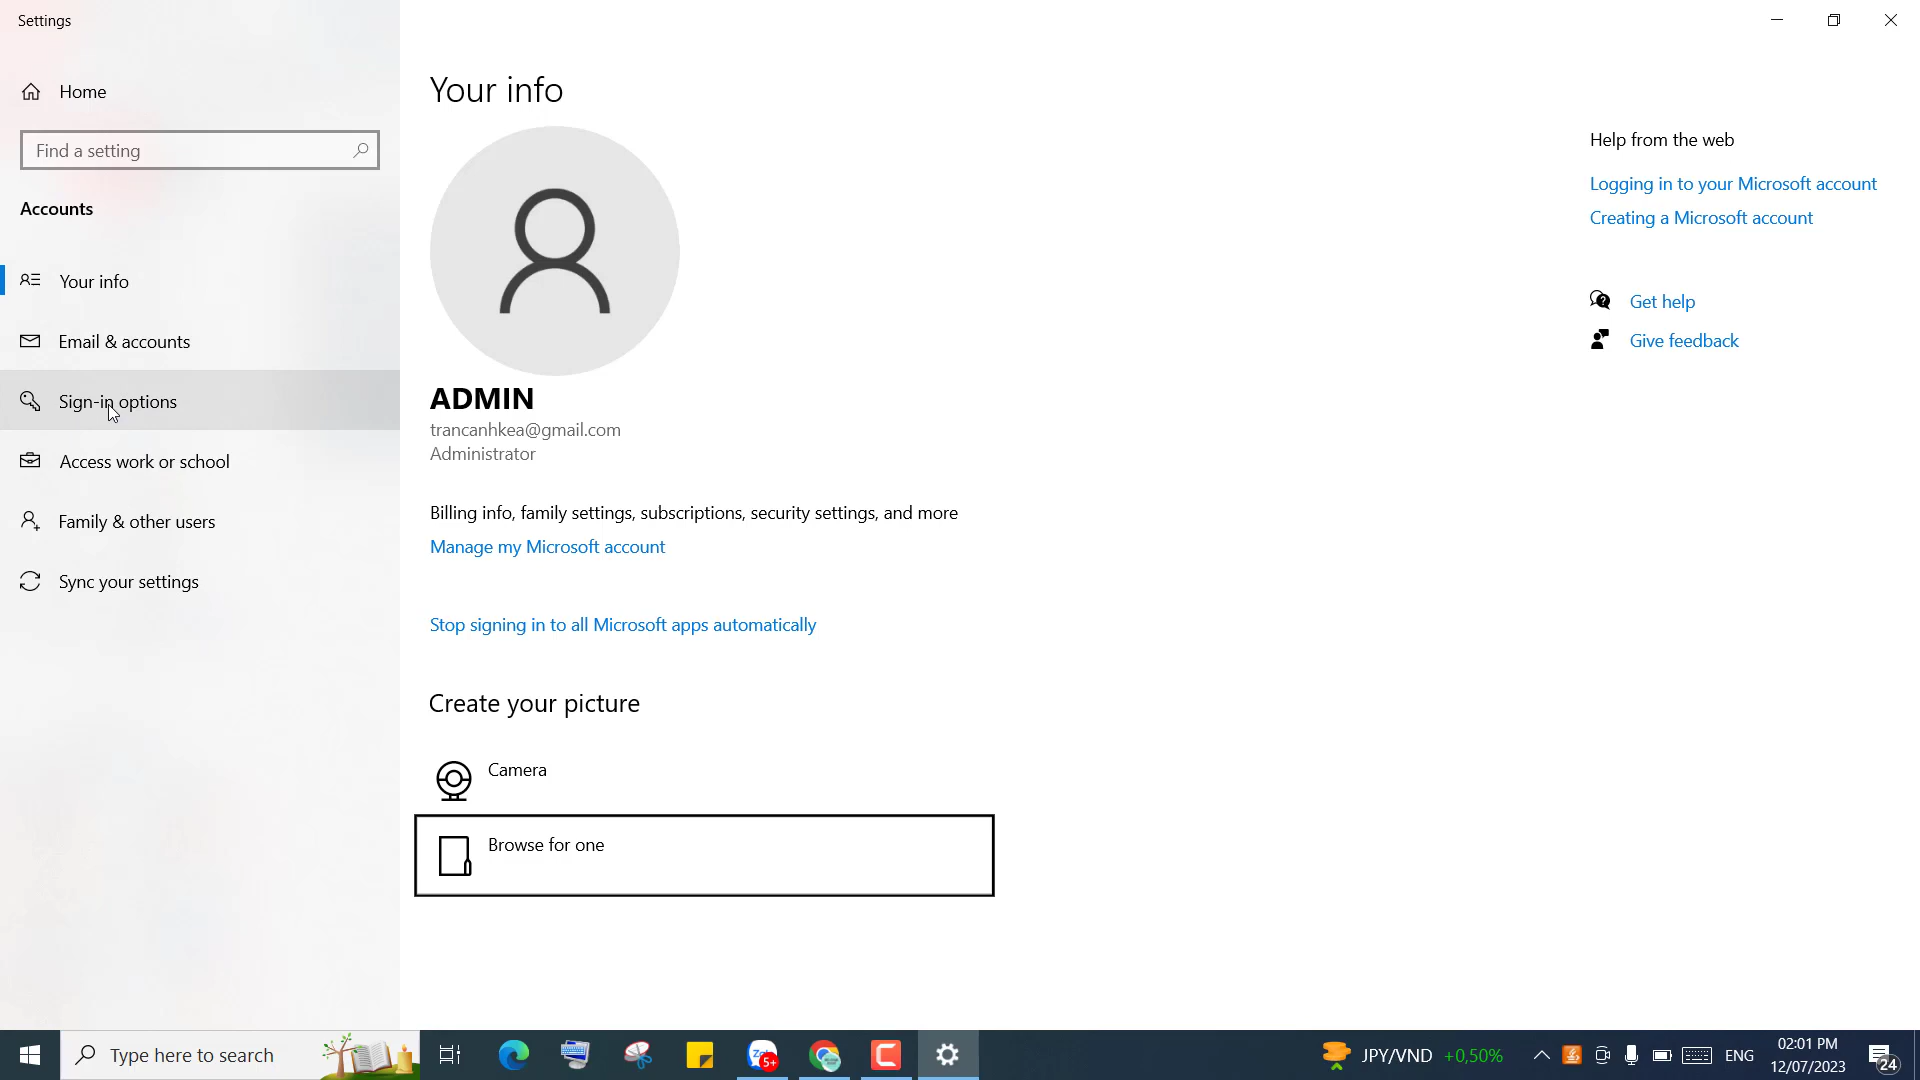 Settings
Home
Find a setting
Accounts
Your info
Email & accounts
Sign-in options
Access work or school
Family & other users
Sync your settings
Your info
ADMIN
trancanhkea@gmail.com
Administrator
Billing info, family settings, subscriptions, security settings, and more
Manage my Microsoft account
Stop signing in to all Microsoft apps automatically
Create your picture
Camera
Browse for one
Help from the web
Logging in to your Microsoft account
Creating a Microsoft account
Get help
Give feedback
Type here to search
5+
JPY/VND +0,50%
ENG
02:01 PM
12/07/2023
24